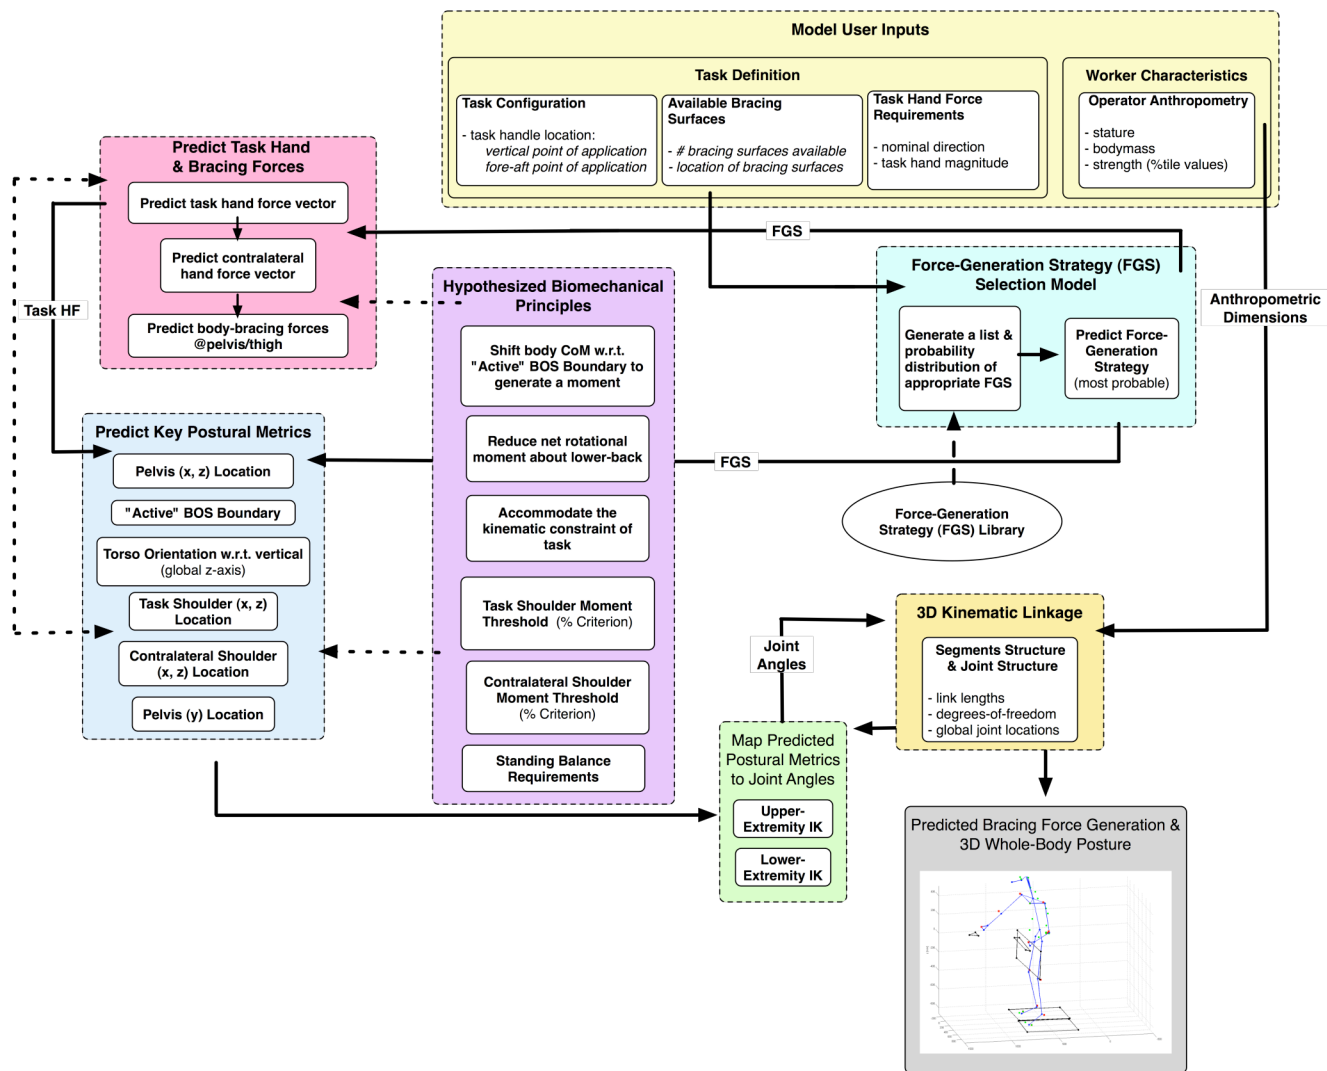 Model User Inputs
Task Definition
Task Configuration
- task handle location:
vertical point of application
fore-aft point of application
Available Bracing
Surfaces
- # bracing surfaces available
- location of bracing surfaces
Task Hand Force
Requirements
- nominal direction
- task hand magnitude
Worker Characteristics
Operator Anthropometry
- stature
- bodymass
- strength (%tile values)
Predict Task Hand
& Bracing Forces
Predict task hand force vector
Predict contralateral
hand force vector
Predict body-bracing forces
@pelvis/thigh
Task HF
FGS
Hypothesized Biomechanical
Principles
Shift body CoM w.r.t.
"Active" BOS Boundary to
generate a moment
Reduce net rotational
moment about lower-back
Accommodate the
kinematic constraint of
task
Task Shoulder Moment
Threshold (% Criterion)
Contralateral Shoulder
Moment Threshold
(% Criterion)
Standing Balance
Requirements
Force-Generation Strategy (FGS)
Selection Model
Generate a list &
probability
distribution of
appropriate FGS
Predict Force-
Generation
Strategy
(most probable)
Anthropometric
Dimensions
FGS
Force-Generation
Strategy (FGS) Library
Predict Key Postural Metrics
Pelvis (x, z) Location
"Active" BOS Boundary
Torso Orientation w.r.t. vertical
(global z-axis)
Task Shoulder (x, z)
Location
Contralateral Shoulder
(x, z) Location
Pelvis (y) Location
Joint
Angles
3D Kinematic Linkage
Segments Structure
& Joint Structure
- link lengths
- degrees-of-freedom
- global joint locations
Map Predicted
Postural Metrics
to Joint Angles
Upper-
Extremity IK
Lower-
Extremity IK
Predicted Bracing Force Generation &
3D Whole-Body Posture